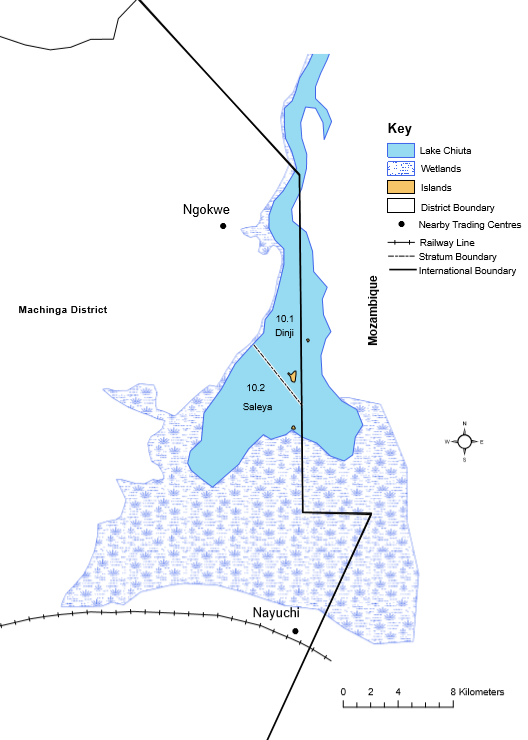 Key
Lake Chiuta
Wetlands
Islands
District Boundary
Nearby Trading Centres
Railway Line
Stratum Boundary
International Boundary
Ngokwe
Machinga District
Mozambique
10.1
Dinji
10.2
Saleya
N
W E
S
Nayuchi
0 2 4 8 Kilometers